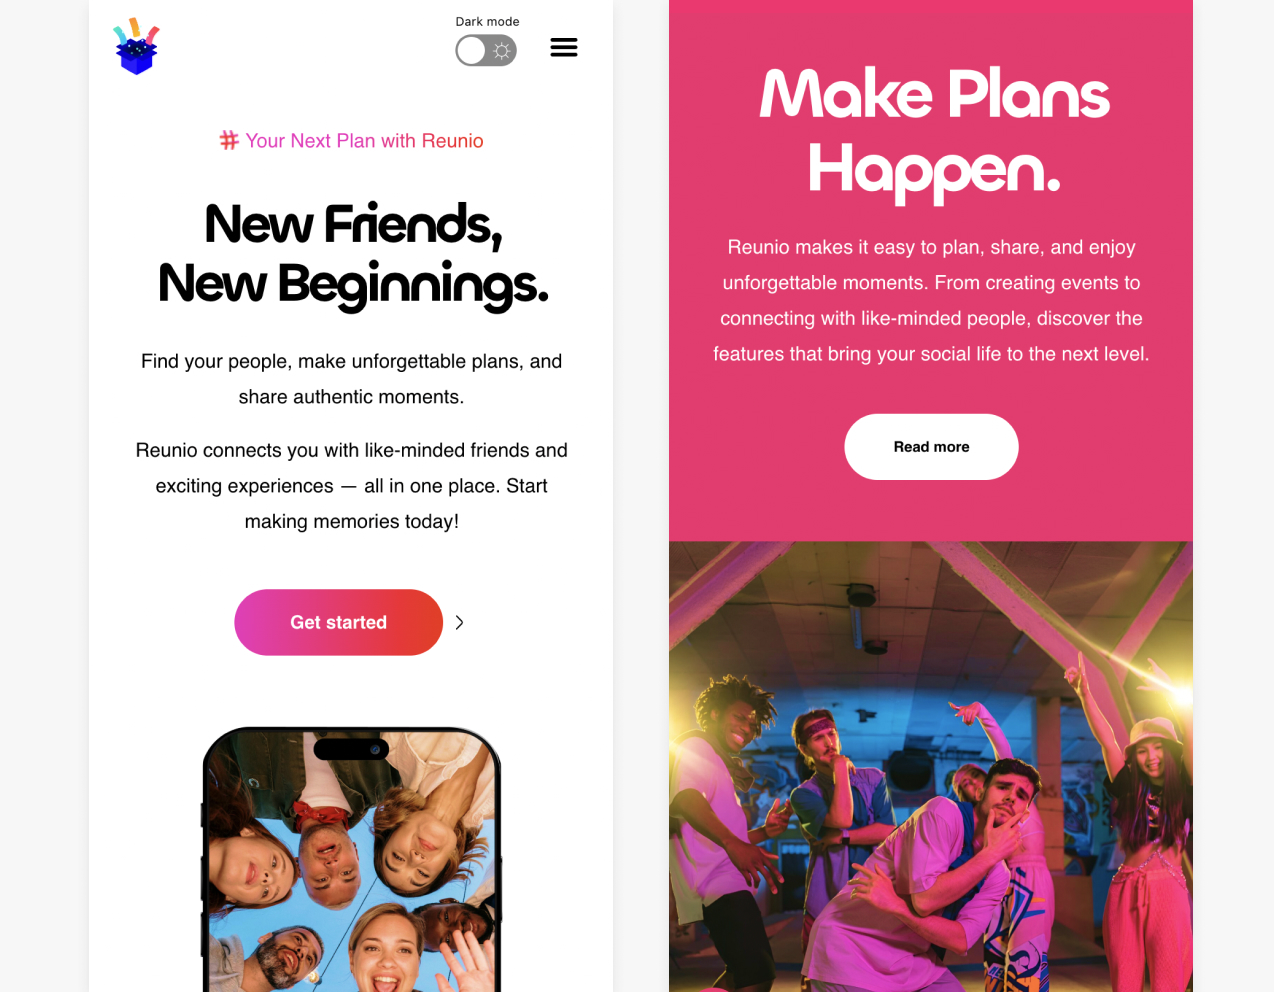 Dark mode
# Your Next Plan with Reunio
New Friends,
New Beginnings.
Find your people, make unforgettable plans, and
share authentic moments.
Reunio connects you with like-minded friends and
exciting experiences — all in one place. Start
making memories today!
Get started
Make Plans
Happen.
Reunio makes it easy to plan, share, and enjoy
unforgettable moments. From creating events to
connecting with like-minded people, discover the
features that bring your social life to the next level.
Read more